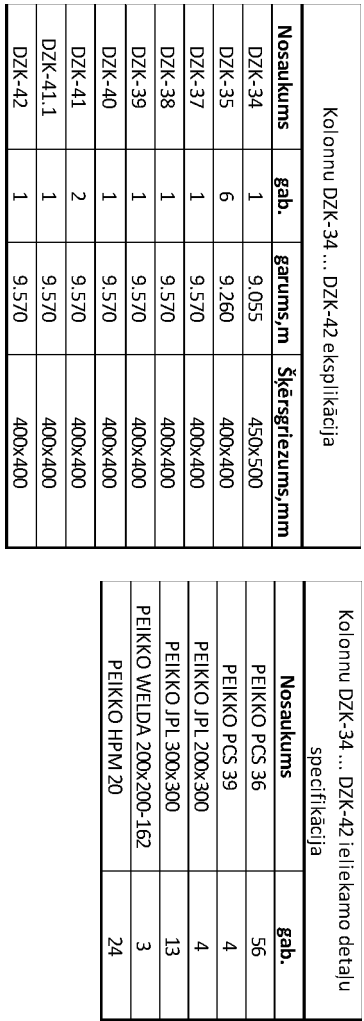 Kolonnu DZK-34 ... DZK-42 eksplikācija
Nosaukums gab. garums,m Šķērsgriezums,mm
DZK-34 1 9.055 450x500
DZK-35 6 9.260 400x400
DZK-37 1 9.570 400x400
DZK-38 1 9.570 400x400
DZK-39 1 9.570 400x400
DZK-40 1 9.570 400x400
DZK-41 2 9.570 400x400
DZK-41.1 1 9.570 400x400
DZK-42 1 9.570 400x400
Kolonnu DZK-34 ... DZK-42 ieliekamo detaļu
specifikācija
Nosaukums gab.
PEIKKO PCS 36 56
PEIKKO PCS 39 4
PEIKKO JPL 200x300 4
PEIKKO JPL 300x300 13
PEIKKO WELDA 200x200-162 3
PEIKKO HPM 20 24